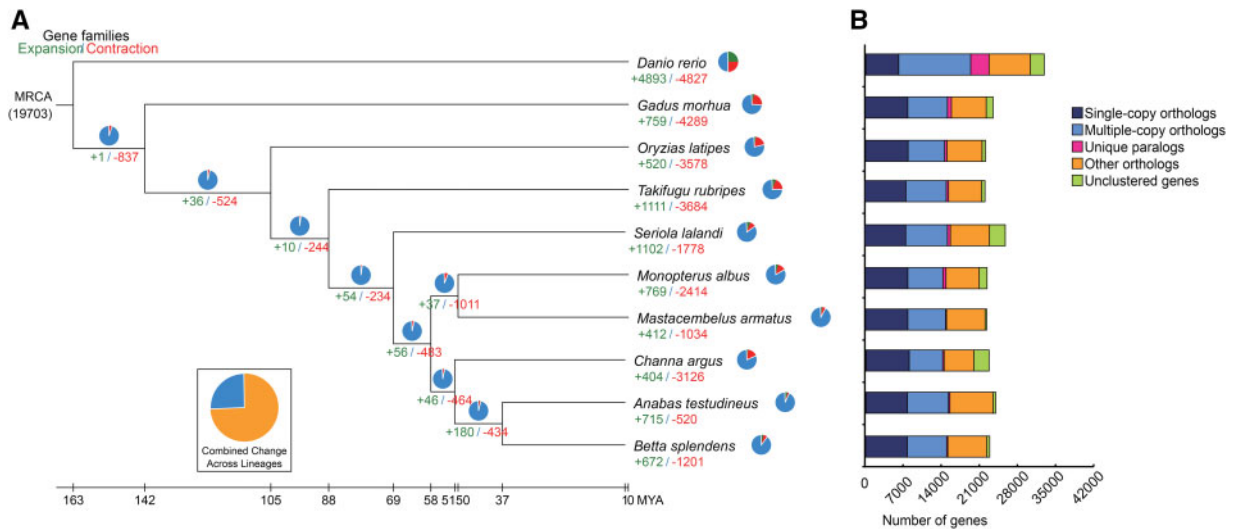 A
Gene families
Expansion/ Contraction
MRCA
(19703)
Danio rerio
+4893 / -4827
Gadus morhua
+759 / -4289
+1 / -837
Oryzias latipes
+520 / -3578
+36 / -524
Takifugu rubripes
+1111 / -3684
+10 / -244
Seriola lalandi
+1102 / -1778
+54 / -234
Monopterus albus
+769 / -2414
+37 / -1011
Mastacembelus armatus
+412 / -1034
+56 / -483
Channa argus
+404 / -3126
+46 / -464
Anabas testudineus
+715 / -520
+180 / -434
Betta splendens
+672 / -1201
Combined Change
Across Lineages
163 142 105 88 69 58 5150 37 10 MYA
B
Single-copy orthologs
Multiple-copy orthologs
Unique paralogs
Other orthologs
Unclustered genes
0 7000 14000 21000 28000 35000 42000
Number of genes